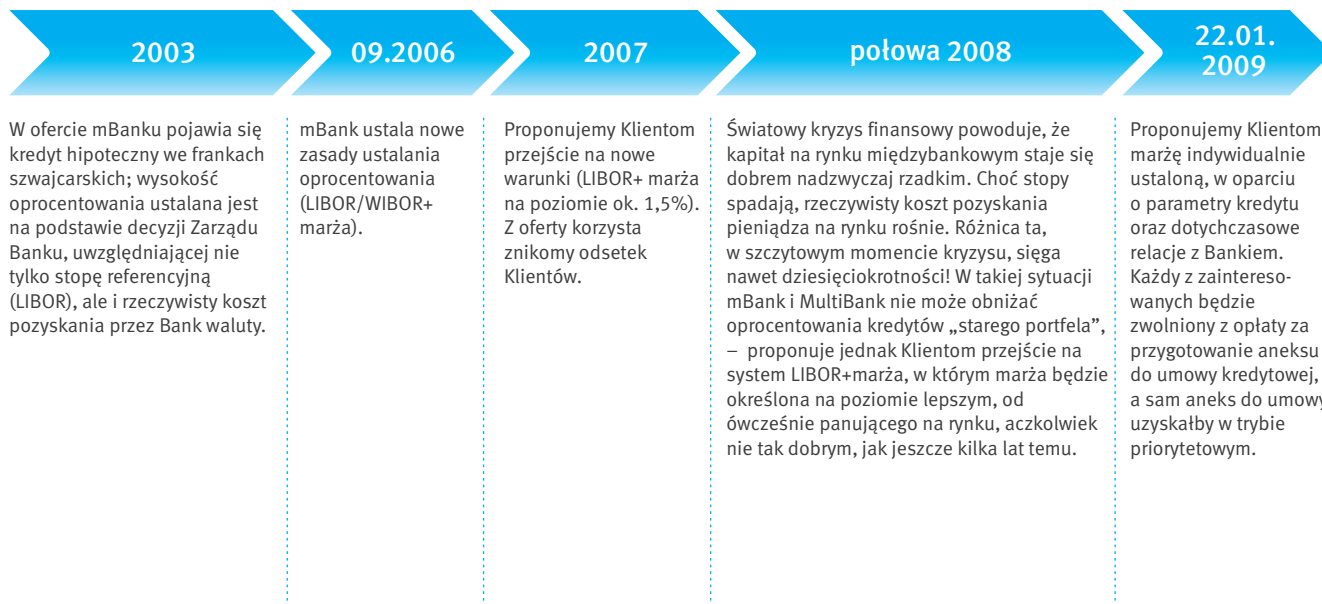 2003
W ofercie mBanku pojawia się
kredyt hipoteczny we frankach
szwajcarskich; wysokość
oprocentowania ustalana jest
na podstawie decyzji Zarządu
Banku, uwzględniającej nie
tylko stopę referencyjną
(LIBOR), ale i rzeczywisty koszt
pozyskania przez Bank waluty.
09.2006
mBank ustala nowe
zasady ustalania
oprocentowania
(LIBOR/WIBOR+
marża).
2007
Proponujemy Klientom
przejście na nowe
warunki (LIBOR+ marża
na poziomie ok. 1,5%).
Z oferty korzysta
znikomy odsetek
Klientów.
połowa 2008
Światowy kryzys finansowy powoduje, że
kapitał na rynku międzybankowym staje się
dobrem nadzwyczaj rzadkim. Choć stopy
spadają, rzeczywisty koszt pozyskania
pieniądza na rynku rośnie. Różnica ta,
w szczytowym momencie kryzysu, sięga
nawet dziesięciokrotności! W takiej sytuacji
mBank i MultiBank nie może obniżać
oprocentowania kredytów „starego portfela”,
– proponuje jednak Klientom przejście na
system LIBOR+marża, w którym marża będzie
określona na poziomie lepszym, od
ówcześnie panującego na rynku, aczkolwiek
nie tak dobrym, jak jeszcze kilka lat temu.
22.01.
2009
Proponujemy Klientom
marżę indywidualnie
ustaloną, w oparciu
o parametry kredytu
oraz dotychczasowe
relacje z Bankiem.
Każdy z zaintereso-
wanych będzie
zwolniony z opłaty za
przygotowanie aneksu
do umowy kredytowej,
a sam aneks do umowy
uzyskałby w trybie
priorytetowym.